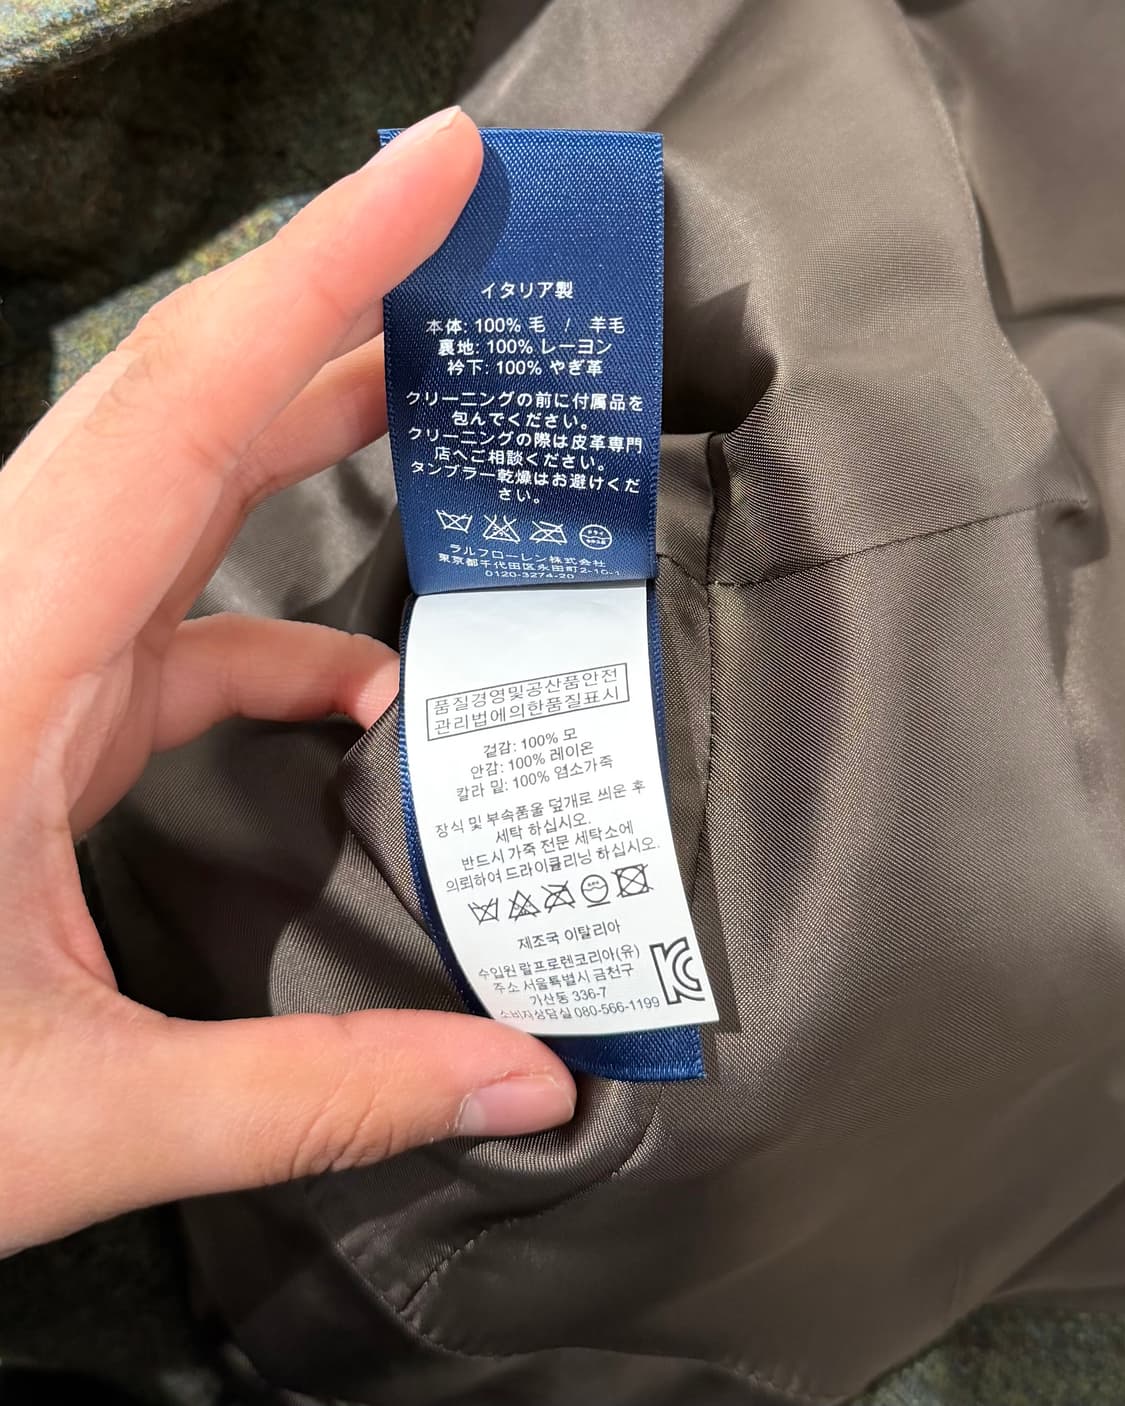 イタリア製
本体: 100% 毛 / 羊毛
裏地: 100% レーヨン
衿下: 100% やぎ革
クリーニングの前に付属品を
包んでください。
クリーニングの際は皮革専門
店へご相談ください。
タンブラー乾燥はお避けくだ
さい。
ドライ
ラルフローレン株式会社
東京都千代田区永田町2-10-1
0120-3274-20
품질경영및공산품안전
관리법에의한품질표시
겉감: 100% 모
안감: 100% 레이온
칼라 밑: 100% 염소가죽
장식 및 부속품을 덮개로 씌운 후
세탁 하십시오.
반드시 가죽 전문 세탁소에
의뢰하여 드라이클리닝 하십시오.
제조국 이탈리아
수입원 랄프로렌코리아(유)
주소 서울특별시 금천구
가산동 336-7
소비자상담실 080-566-1199